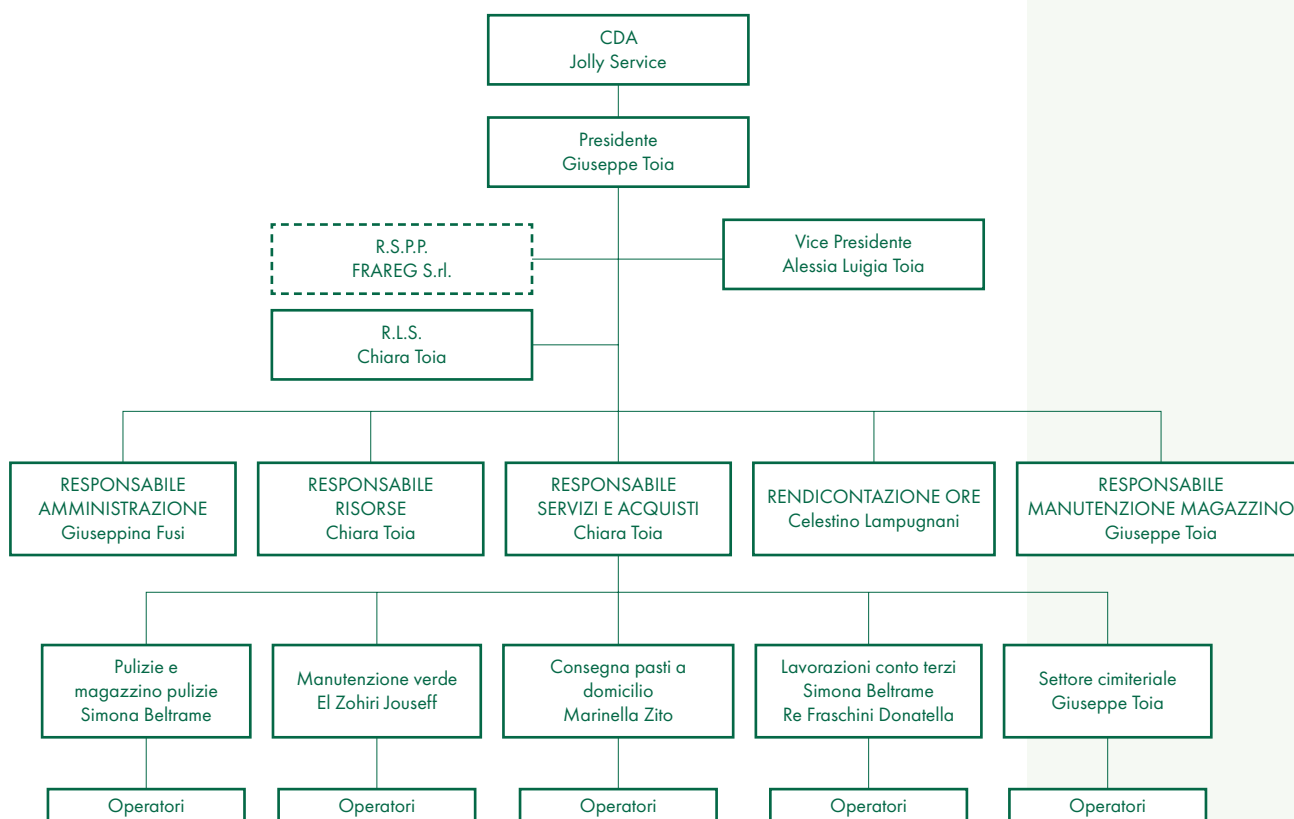 CDA
Jolly Service
Presidente
Giuseppe Toia
R.S.P.P.
FRAREG S.rl.
Vice Presidente
Alessia Luigia Toia
R.L.S.
Chiara Toia
RESPONSABILE
AMMINISTRAZIONE
Giuseppina Fusi
RESPONSABILE
RISORSE
Chiara Toia
RESPONSABILE
SERVIZI E ACQUISTI
Chiara Toia
RENDICONTAZIONE ORE
Celestino Lampugnani
RESPONSABILE
MANUTENZIONE MAGAZZINO
Giuseppe Toia
Pulizie e
magazzino pulizie
Simona Beltrame
Manutenzione verde
El Zohiri Jouseff
Consegna pasti a
domicilio
Marinella Zito
Lavorazioni conto terzi
Simona Beltrame
Re Fraschini Donatella
Settore cimiteriale
Giuseppe Toia
Operatori
Operatori
Operatori
Operatori
Operatori